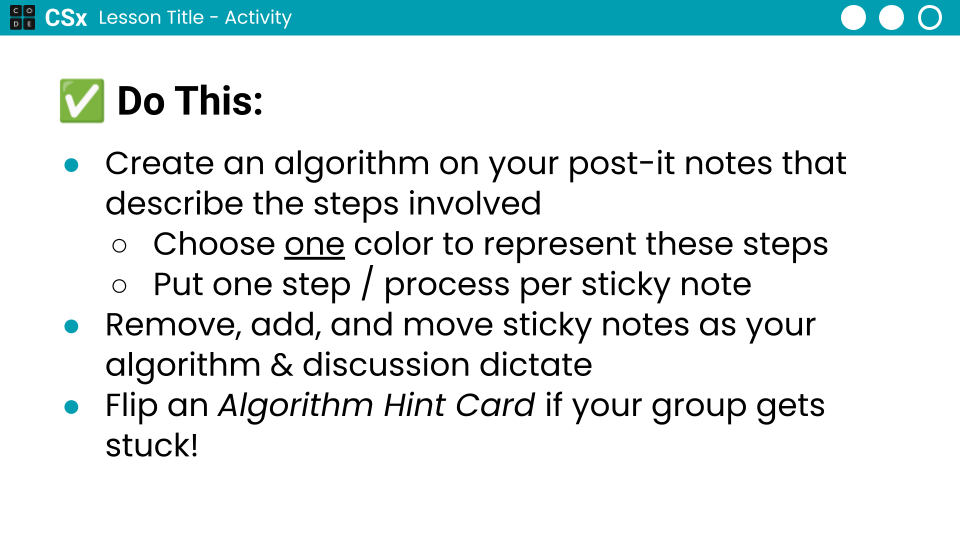 CODE CSx Lesson Title - Activity
✅ Do This:
● Create an algorithm on your post-it notes that
describe the steps involved
○ Choose one color to represent these steps
○ Put one step / process per sticky note
● Remove, add, and move sticky notes as your
algorithm & discussion dictate
● Flip an Algorithm Hint Card if your group gets
stuck!